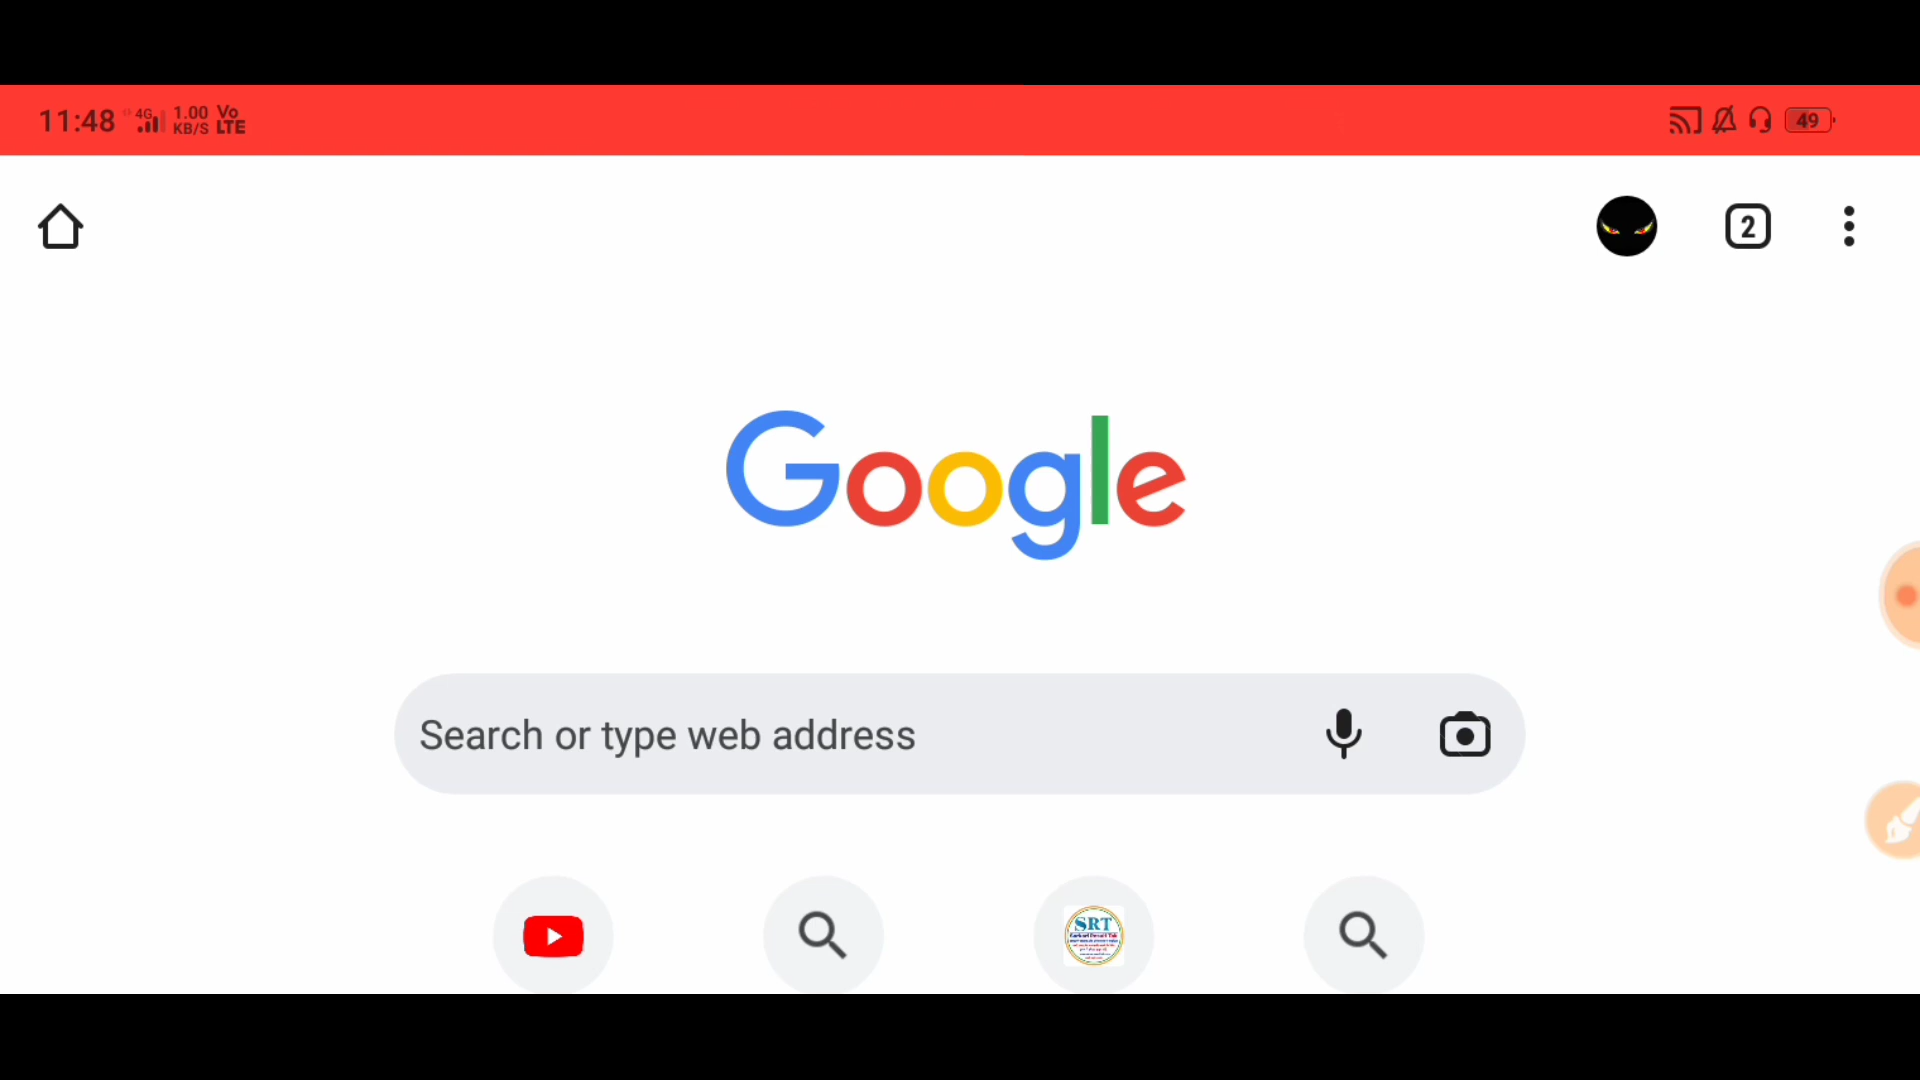 11:48 4G 1.00 KB/S Vo LTE 49
2
Google
Search or type web address
SRT